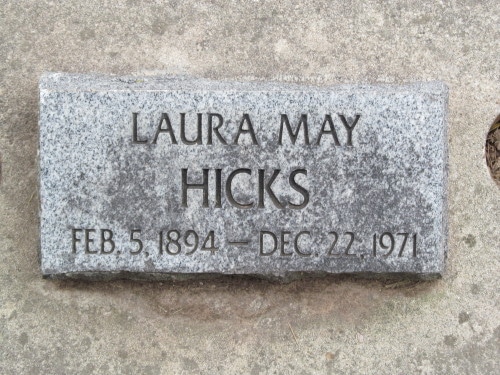 LAURA MAY
HICKS
FEB. 5, 1894 — DEC. 22, 1971